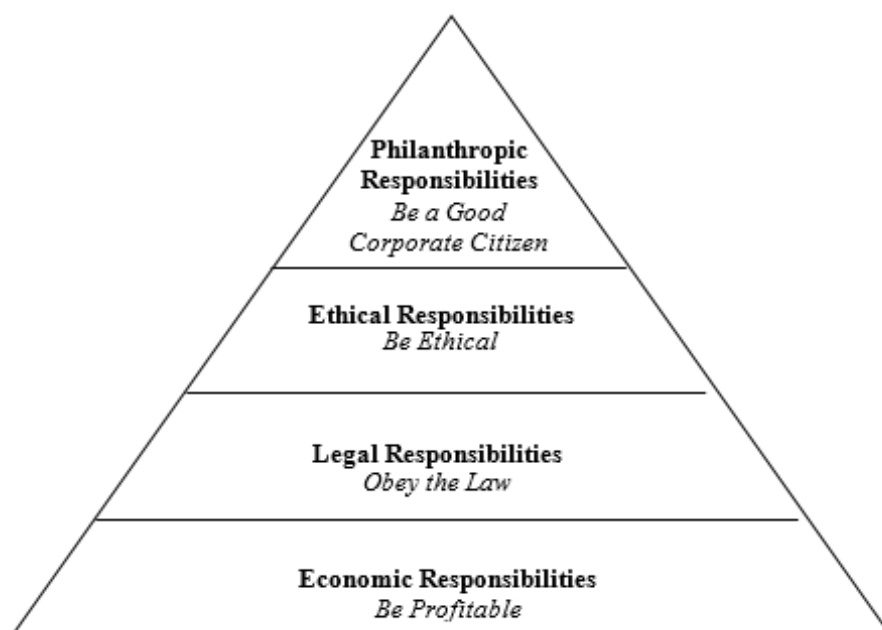 Philanthropic
Responsibilities
Be a Good
Corporate Citizen
Ethical Responsibilities
Be Ethical
Legal Responsibilities
Obey the Law
Economic Responsibilities
Be Profitable